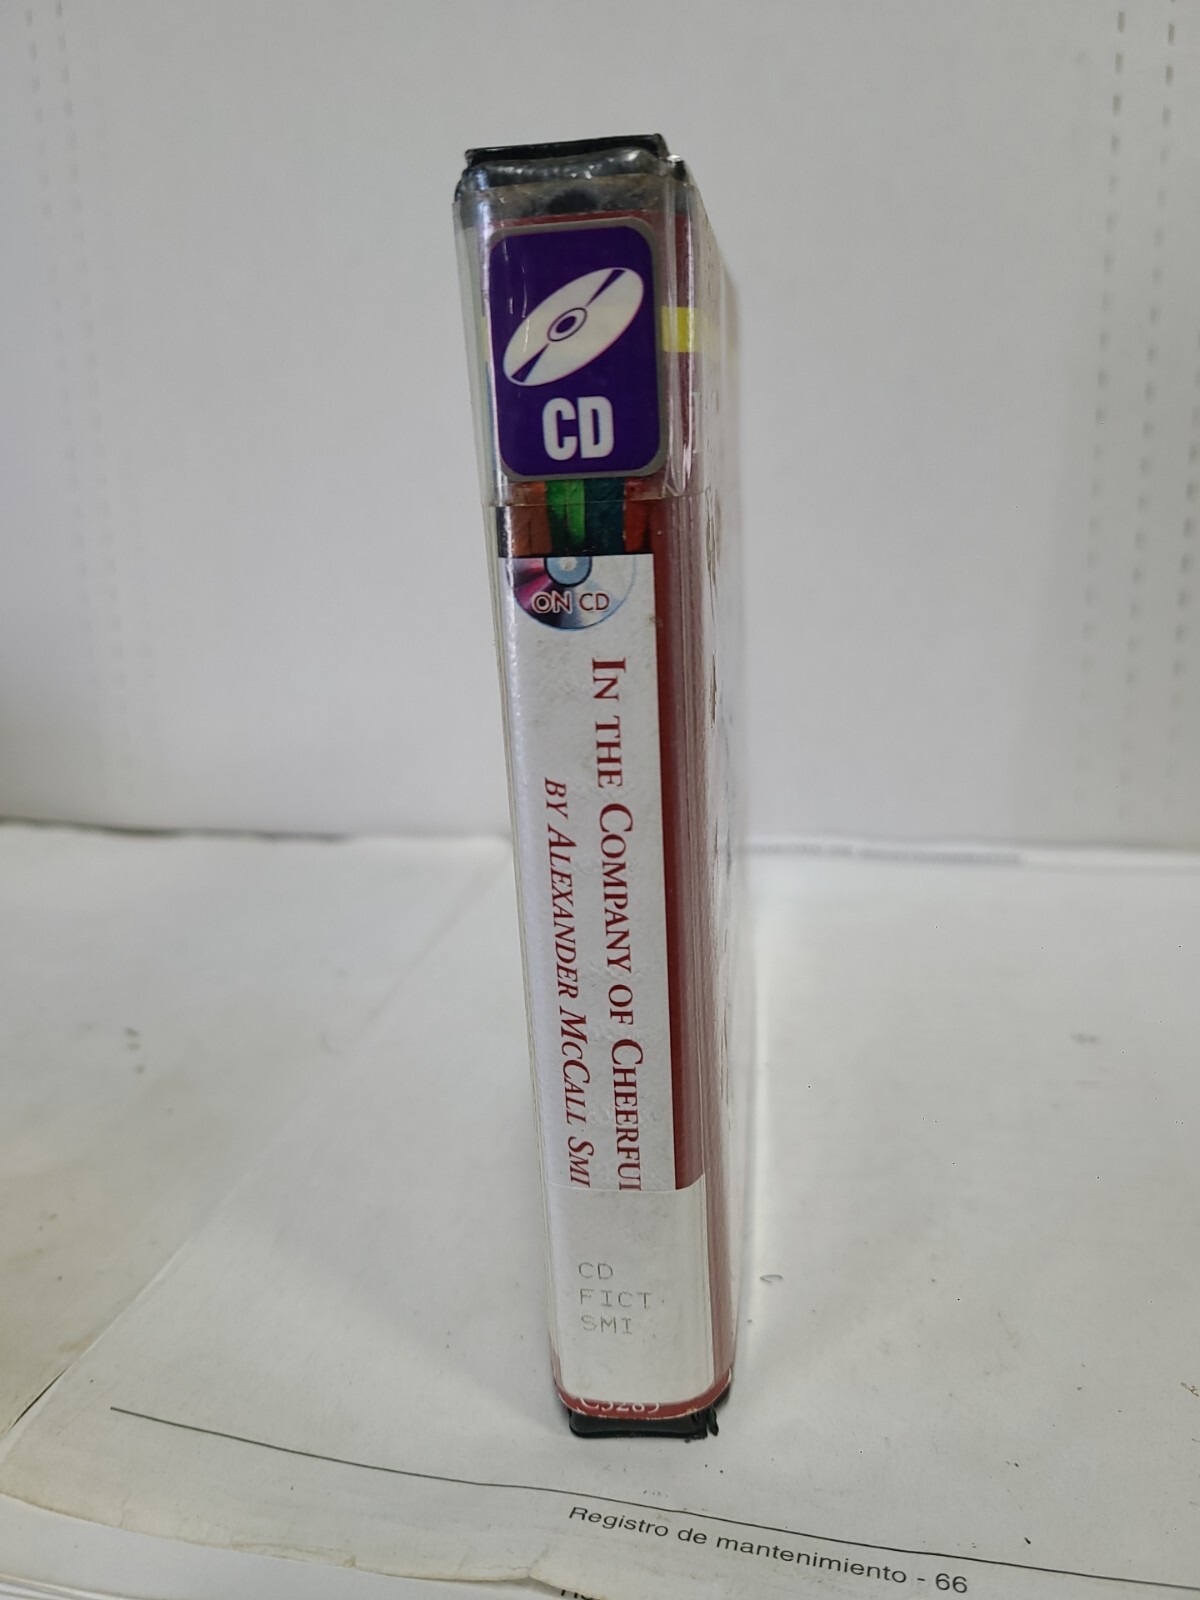 CD
ON CD
IN THE COMPANY OF CHEERFUL
BY ALEXANDER MCCALL SMI
CD
FICT
SMI
C5285
Registro de mantenimiento - 66